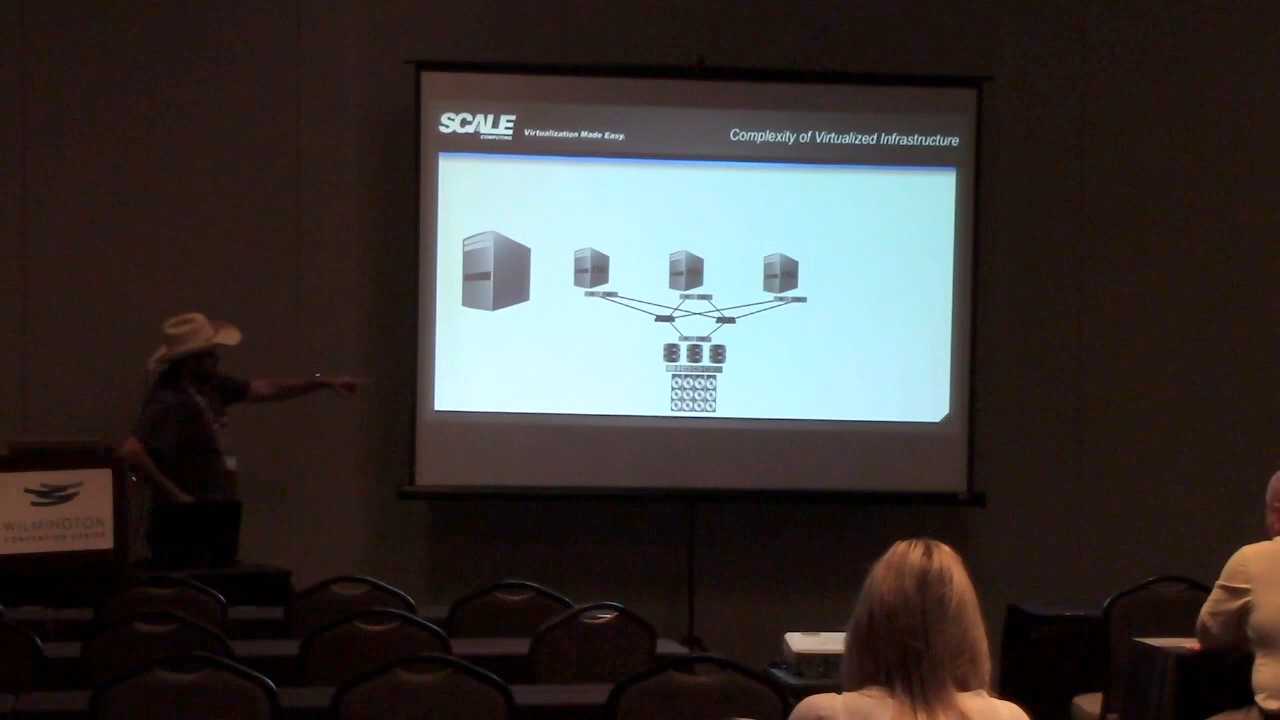 SCALE
COMPUTING
Virtualization Made Easy.
Complexity of Virtualized Infrastructure
WILMINGTON
CONVENTION CENTER